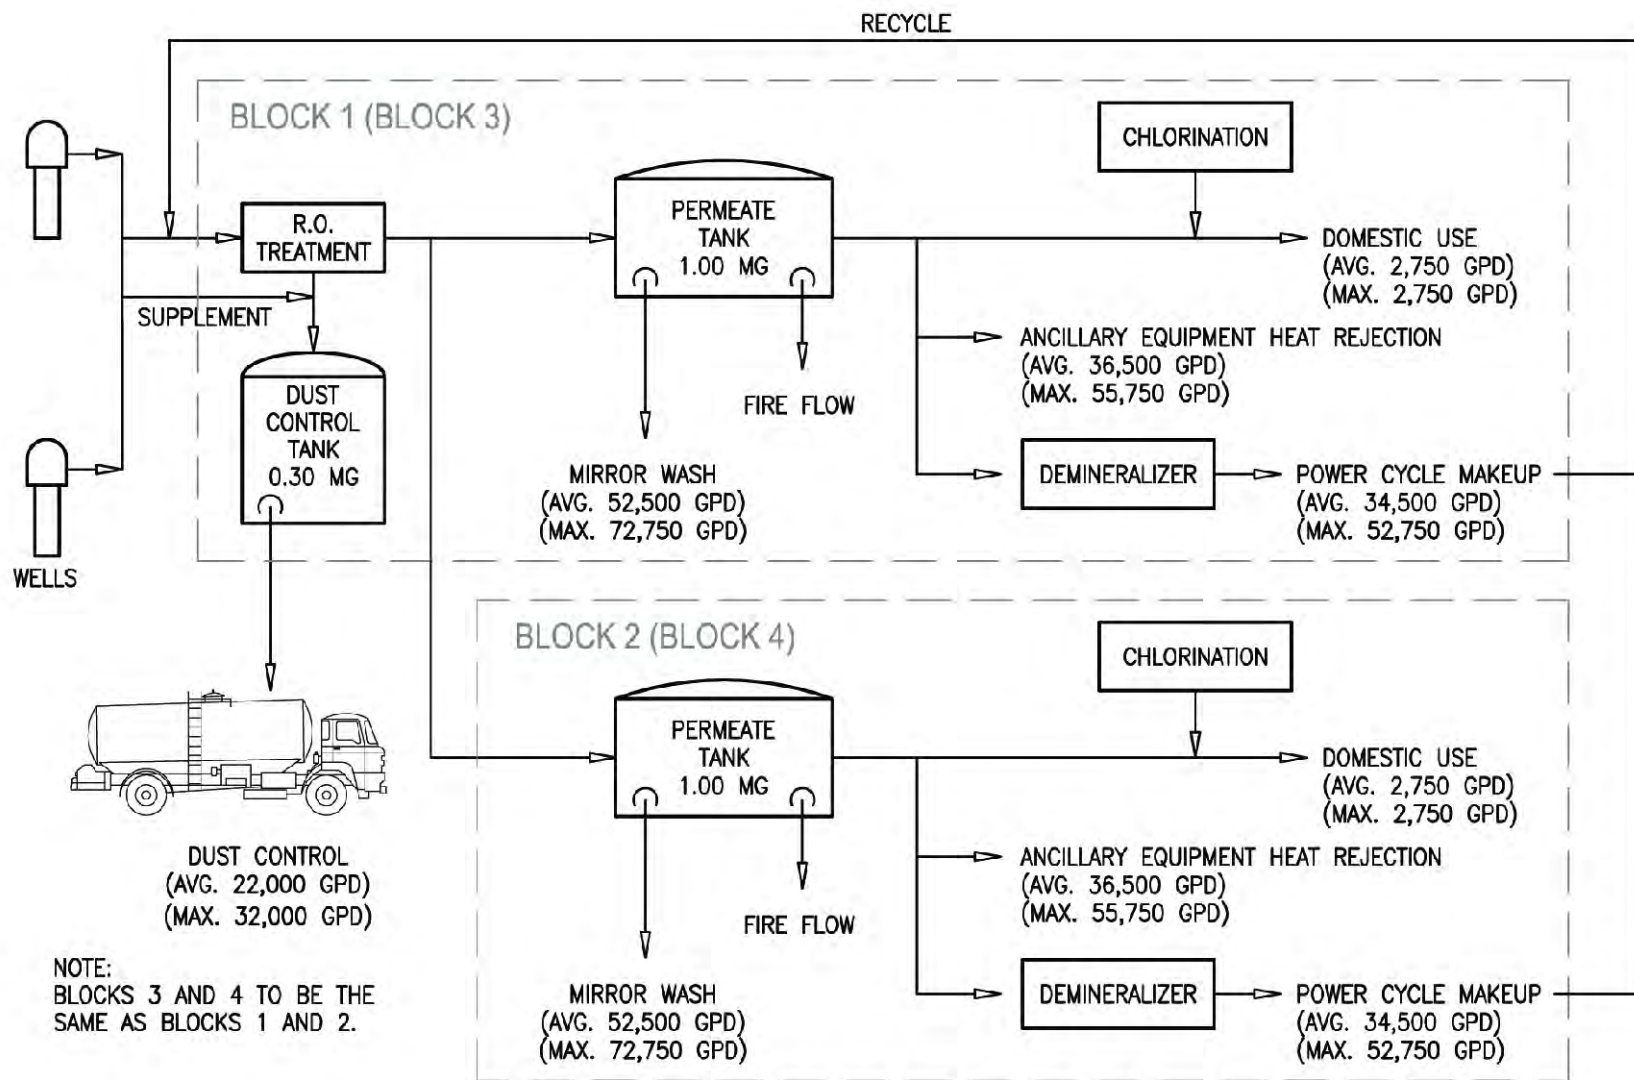 RECYCLE
BLOCK 1 (BLOCK 3)
CHLORINATION
R.O.
TREATMENT
PERMEATE
TANK
1.00 MG
DOMESTIC USE
(AVG. 2,750 GPD)
(MAX. 2,750 GPD)
SUPPLEMENT
ANCILLARY EQUIPMENT HEAT REJECTION
(AVG. 36,500 GPD)
(MAX. 55,750 GPD)
DUST
CONTROL
TANK
0.30 MG
FIRE FLOW
MIRROR WASH
(AVG. 52,500 GPD)
(MAX. 72,750 GPD)
DEMINERALIZER
POWER CYCLE MAKEUP
(AVG. 34,500 GPD)
(MAX. 52,750 GPD)
WELLS
BLOCK 2 (BLOCK 4)
CHLORINATION
PERMEATE
TANK
1.00 MG
DOMESTIC USE
(AVG. 2,750 GPD)
(MAX. 2,750 GPD)
DUST CONTROL
(AVG. 22,000 GPD)
(MAX. 32,000 GPD)
ANCILLARY EQUIPMENT HEAT REJECTION
(AVG. 36,500 GPD)
(MAX. 55,750 GPD)
FIRE FLOW
MIRROR WASH
(AVG. 52,500 GPD)
(MAX. 72,750 GPD)
DEMINERALIZER
POWER CYCLE MAKEUP
(AVG. 34,500 GPD)
(MAX. 52,750 GPD)
NOTE:
BLOCKS 3 AND 4 TO BE THE
SAME AS BLOCKS 1 AND 2.